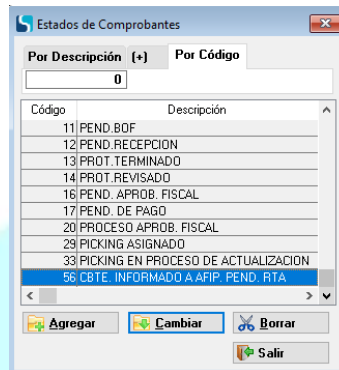 Estados de Comprobantes
Por Descripción (+) Por Código
0
Código Descripción
11 PEND.BOF
12 PEND.RECEPCION
13 PROT.TERMINADO
14 PROT.REVISADO
16 PEND. APROB. FISCAL
17 PEND. DE PAGO
20 PROCESO APROB. FISCAL
29 PICKING ASIGNADO
33 PICKING EN PROCESO DE ACTUALIZACION
56 CBTE. INFORMADO A AFIP. PEND. RTA
Agregar Cambiar Borrar
Salir